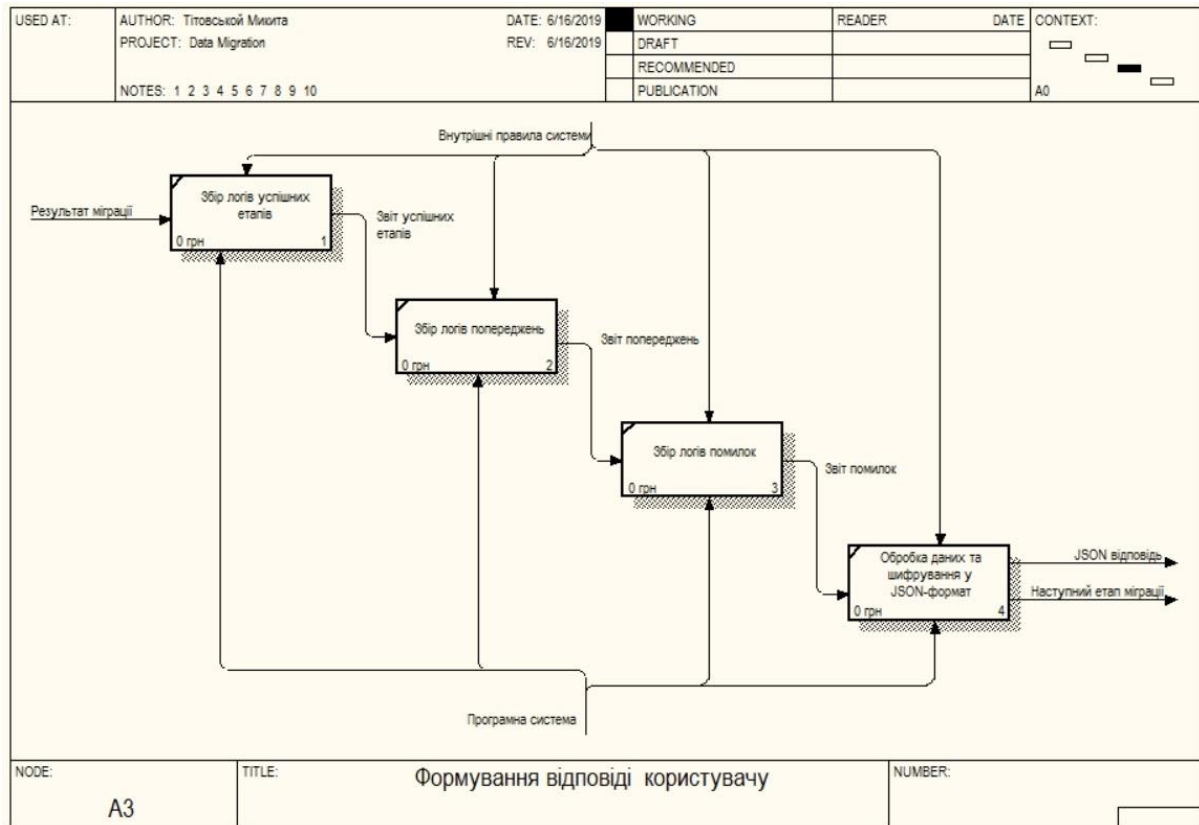 USED AT:
AUTHOR: Тітовськой Микита
DATE: 6/16/2019
PROJECT: Data Migration
REV: 6/16/2019
NOTES: 1 2 3 4 5 6 7 8 9 10
WORKING
DRAFT
RECOMMENDED
PUBLICATION
READER
DATE
CONTEXT:
A0
Внутрішні правила системи
Результат міграції
Збір логів успішних
етапів
0 грн
1
Звіт успішних
етапів
Збір логів попереджень
0 грн
2
Звіт попереджень
Збір логів помилок
0 грн
3
Звіт помилок
Обробка даних та
шифрування у
JSON-формат
0 грн
4
JSON відповідь
Наступний етап міграції
Програмна система
NODE:
A3
TITLE:
Формування відповіді користувачу
NUMBER: